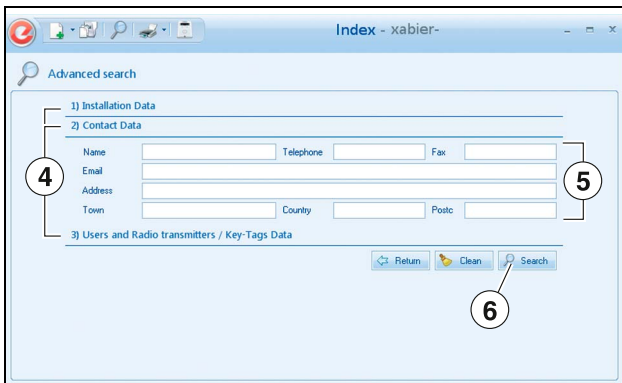 Index - xabier-
Advanced search
1) Installation Data
2) Contact Data
Name Telephone Fax
Email
Address
Town Country Postc
3) Users and Radio transmitters / Key-Tags Data
Return Clean Search
4
5
6